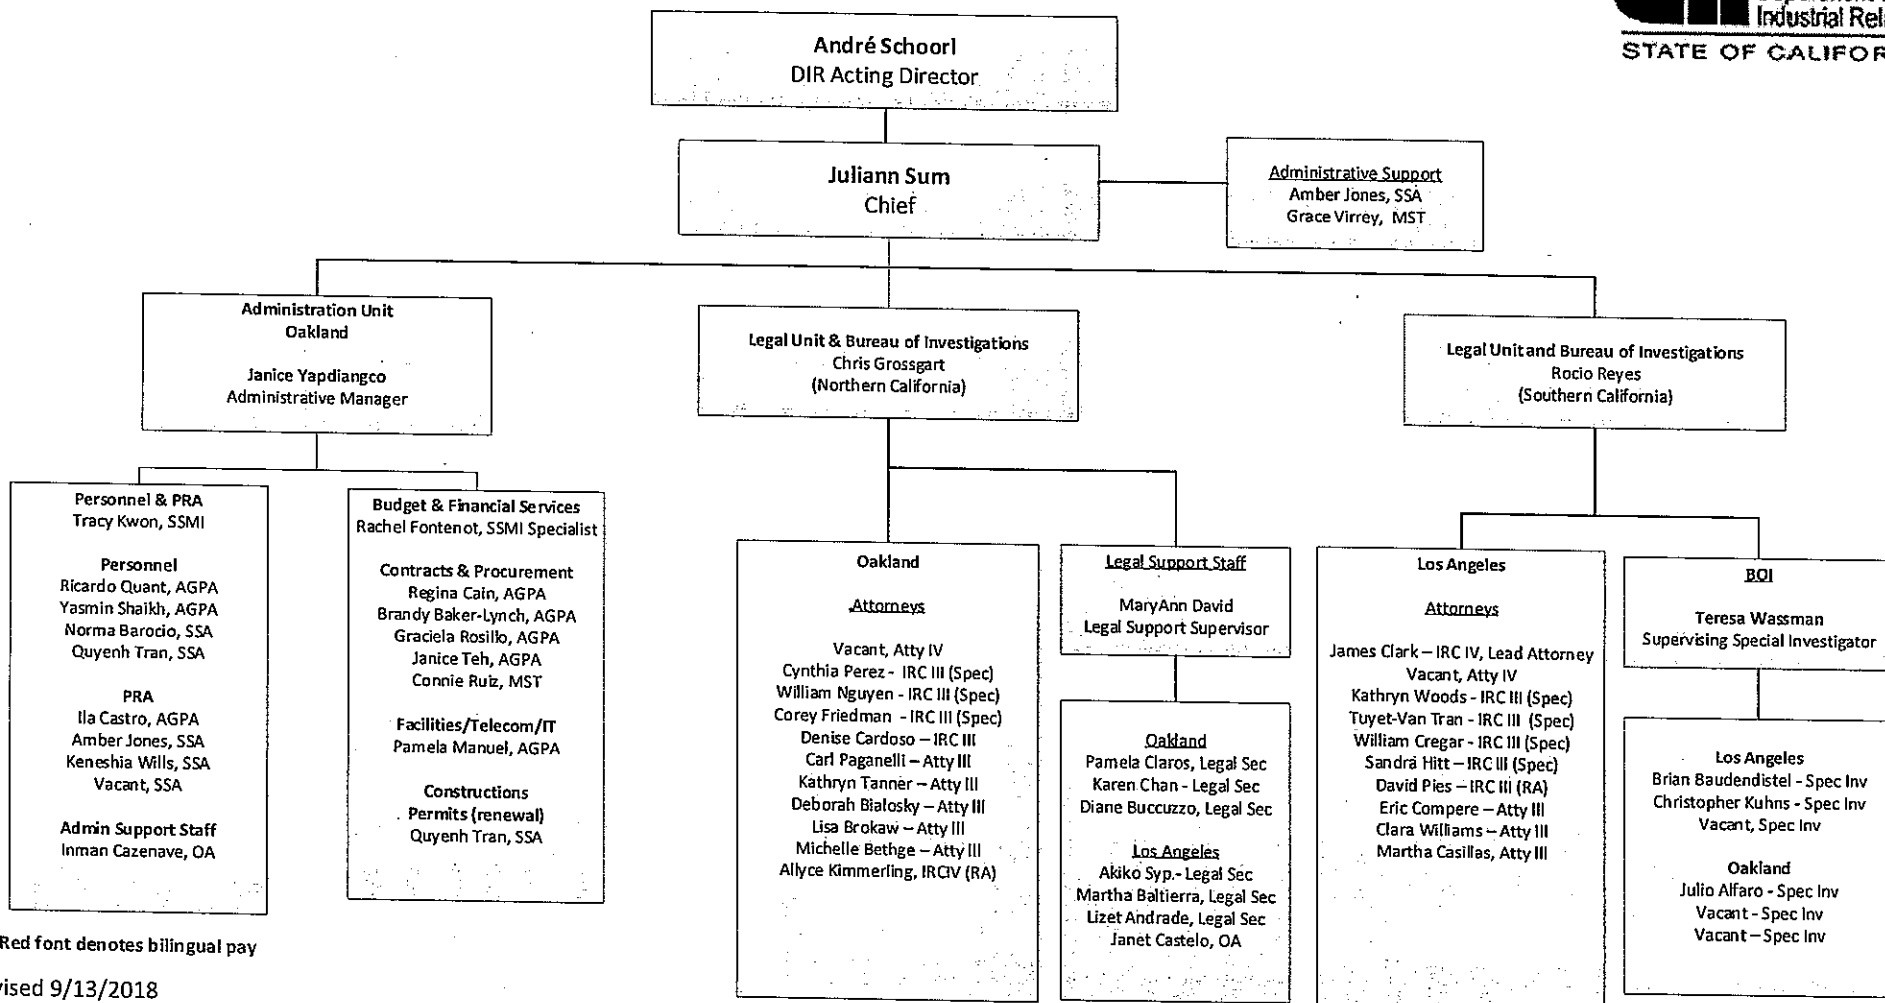 Industrial Rel
STATE OF CALIFOR
André Schoorl
DIR Acting Director
Juliann Sum
Chief
Administrative Support
Amber Jones, SSA
Grace Virrey, MST
Administration Unit
Oakland
Janice Yapdiangco
Administrative Manager
Legal Unit & Bureau of Investigations
Chris Grossgart
(Northern California)
Legal Unit and Bureau of Investigations
Rocio Reyes
(Southern California)
Personnel & PRA
Tracy Kwon, SSMI
Personnel
Ricardo Quant, AGPA
Yasmin Shaikh, AGPA
Norma Barocio, SSA
Quyenh Tran, SSA
PRA
Ila Castro, AGPA
Amber Jones, SSA
Keneshia Wills, SSA
Vacant, SSA
Admin Support Staff
Inman Cazenave, OA
Budget & Financial Services
Rachel Fontenot, SSMI Specialist
Contracts & Procurement
Regina Cain, AGPA
Brandy Baker-Lynch, AGPA
Graciela Rosillo, AGPA
Janice Teh, AGPA
Connie Ruiz, MST
Facilities/Telecom/IT
Pamela Manuel, AGPA
Constructions
Permits (renewal)
Quyenh Tran, SSA
Oakland
Attorneys
Vacant, Atty IV
Cynthia Perez - IRC III (Spec)
William Nguyen - IRC III (Spec)
Corey Friedman - IRC III (Spec)
Denise Cardoso – IRC III
Carl Paganelli – Atty III
Kathryn Tanner – Atty III
Deborah Bialosky – Atty III
Lisa Brokaw – Atty III
Michelle Bethge – Atty III
Allyce Kimmerling, IRCIV (RA)
Legal Support Staff
MaryAnn David
Legal Support Supervisor
Oakland
Pamela Claros, Legal Sec
Karen Chan - Legal Sec
Diane Buccuzzo, Legal Sec
Los Angeles
Akiko Syp.- Legal Sec
Martha Baltierra, Legal Sec
Lizet Andrade, Legal Sec
Janet Castelo, OA
Los Angeles
Attorneys
James Clark – IRC IV, Lead Attorney
Vacant, Atty IV
Kathryn Woods - IRC III (Spec)
Tuyet-Van Tran - IRC III (Spec)
William Cregar - IRC III (Spec)
Sandra Hitt – IRC III (Spec)
David Pies – IRC III (RA)
Eric Compere – Atty III
Clara Williams – Atty III
Martha Casillas, Atty III
BOI
Teresa Wassman
Supervising Special Investigator
Los Angeles
Brian Baudendistel - Spec Inv
Christopher Kuhns - Spec Inv
Vacant, Spec Inv
Oakland
Julio Alfaro - Spec Inv
Vacant - Spec Inv
Vacant – Spec Inv
Red font denotes bilingual pay
vised 9/13/2018